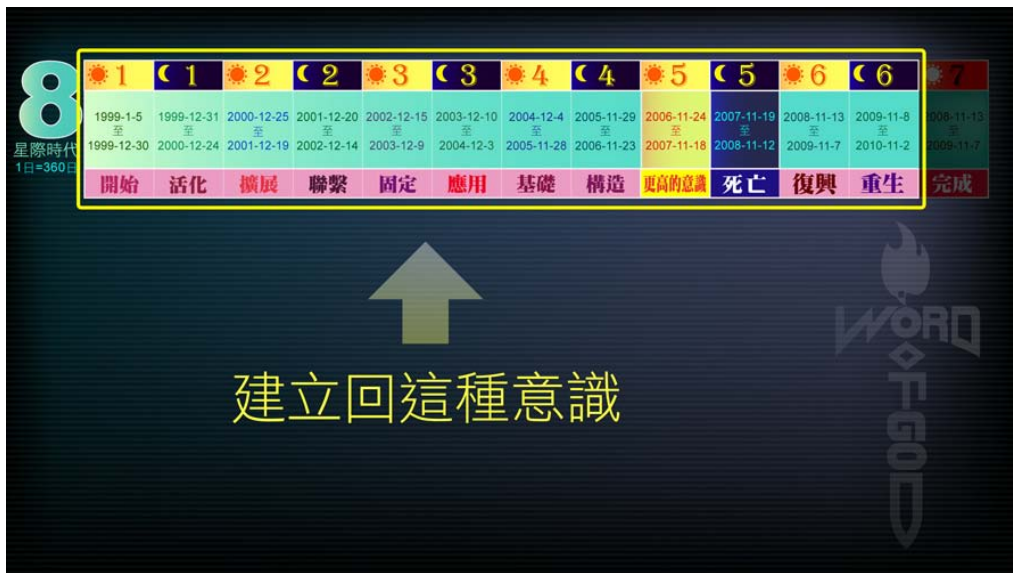 8
星際時代
1日=360日
1 1 2 2 3 3 4 4 5 5 6 6 7
1999-1-5 至 1999-12-30
1999-12-31 至 2000-12-24
2000-12-25 至 2001-12-19
2001-12-20 至 2002-12-14
2002-12-15 至 2003-12-9
2003-12-10 至 2004-12-3
2004-12-4 至 2005-11-28
2005-11-29 至 2006-11-23
2006-11-24 至 2007-11-18
2007-11-19 至 2008-11-12
2008-11-13 至 2009-11-7
2009-11-8 至 2010-11-2
2008-11-13 至 2009-11-7
開始 活化 擴展 聯繫 固定 應用 基礎 構造 更高的意識 死亡 復興 重生 完成
建立回這種意識
WORD
OF GOD